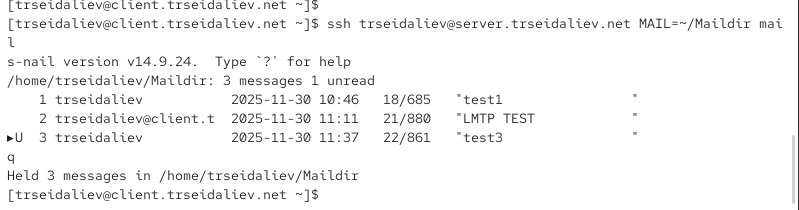 [trseidaliev@client.trseidaliev.net ~]$
[trseidaliev@client.trseidaliev.net ~]$ ssh trseidaliev@server.trseidaliev.net MAIL=~/Maildir mai
l
s-nail version v14.9.24.  Type `?' for help
/home/trseidaliev/Maildir: 3 messages 1 unread
    1 trseidaliev           2025-11-30 10:46   18/685   "test1                "
    2 trseidaliev@client.t  2025-11-30 11:11   21/880   "LMTP TEST            "
▸U  3 trseidaliev           2025-11-30 11:37   22/861   "test3                "
q
Held 3 messages in /home/trseidaliev/Maildir
[trseidaliev@client.trseidaliev.net ~]$